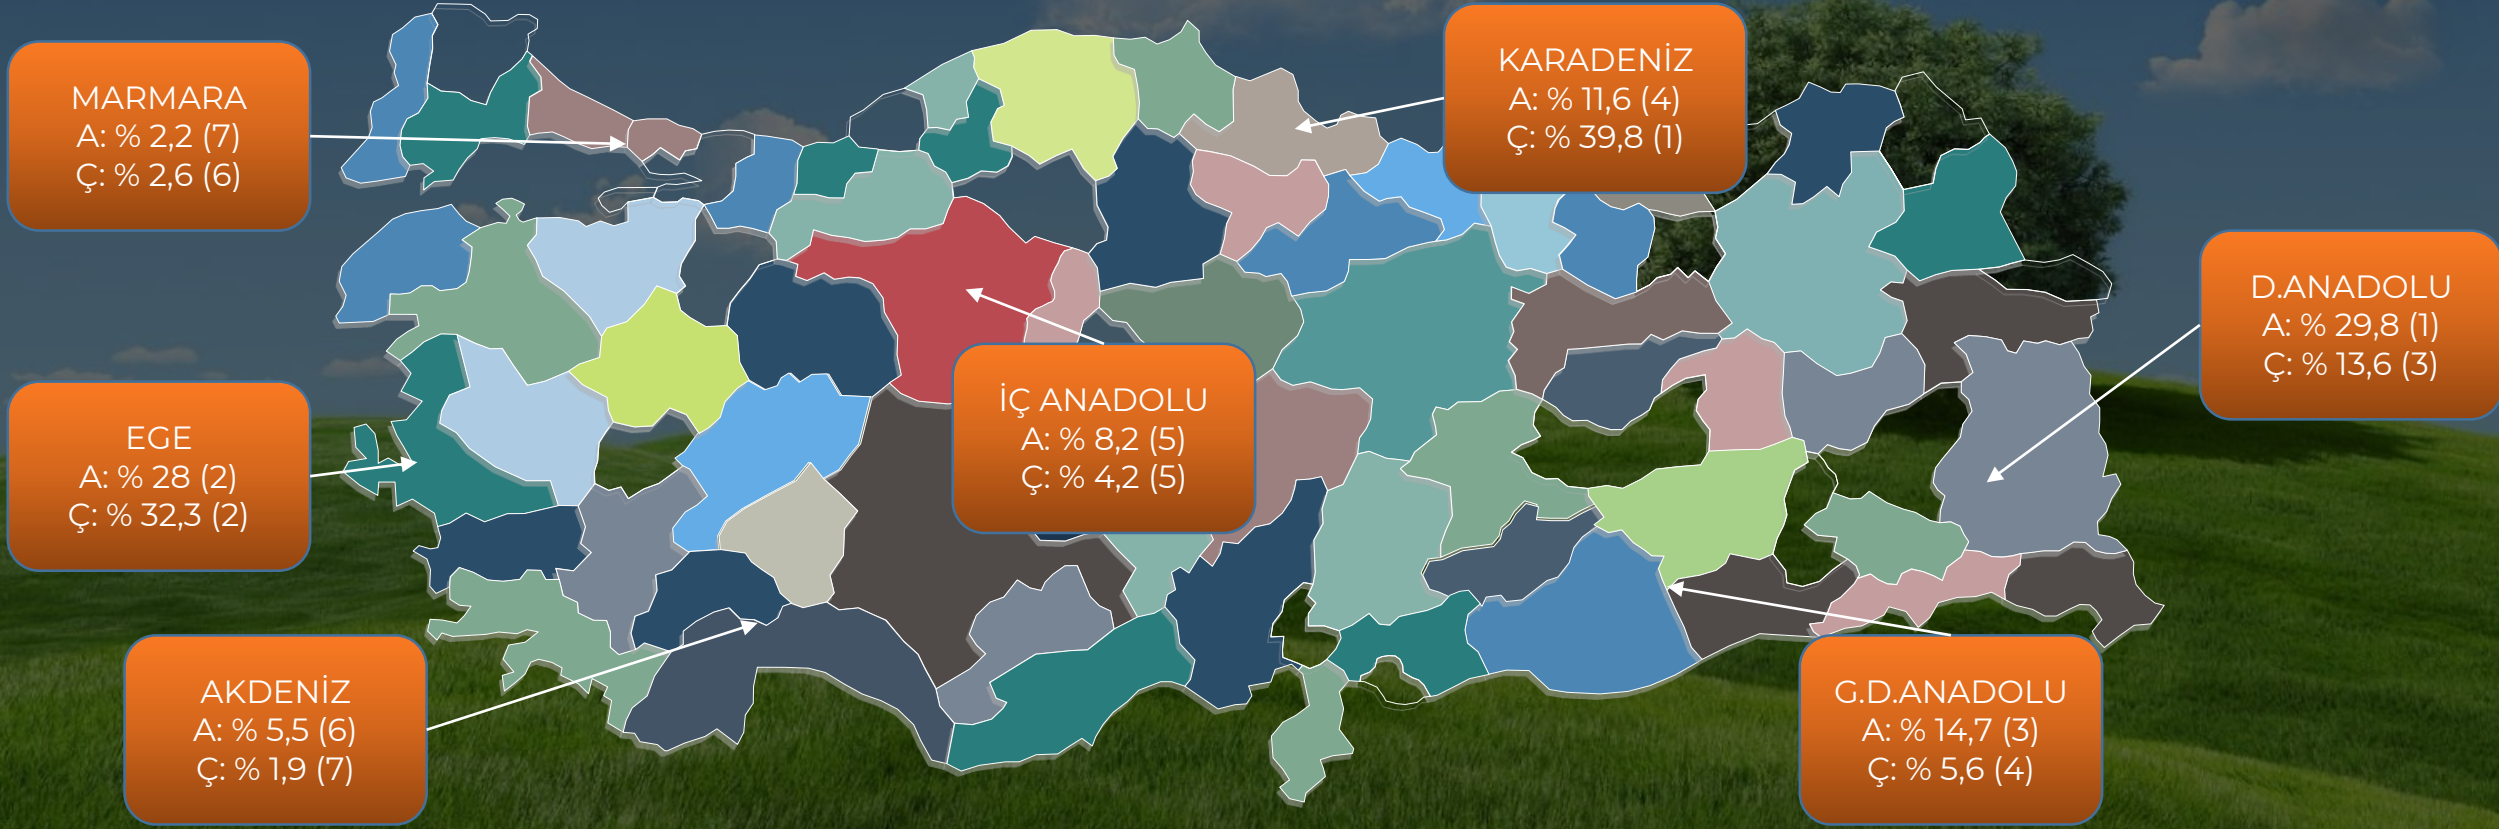 MARMARA
A: % 2,2 (7)
Ç: % 2,6 (6)
KARADENİZ
A: % 11,6 (4)
Ç: % 39,8 (1)
D.ANADOLU
A: % 29,8 (1)
Ç: % 13,6 (3)
EGE
A: % 28 (2)
Ç: % 32,3 (2)
İÇ ANADOLU
A: % 8,2 (5)
Ç: % 4,2 (5)
AKDENİZ
A: % 5,5 (6)
Ç: % 1,9 (7)
G.D.ANADOLU
A: % 14,7 (3)
Ç: % 5,6 (4)